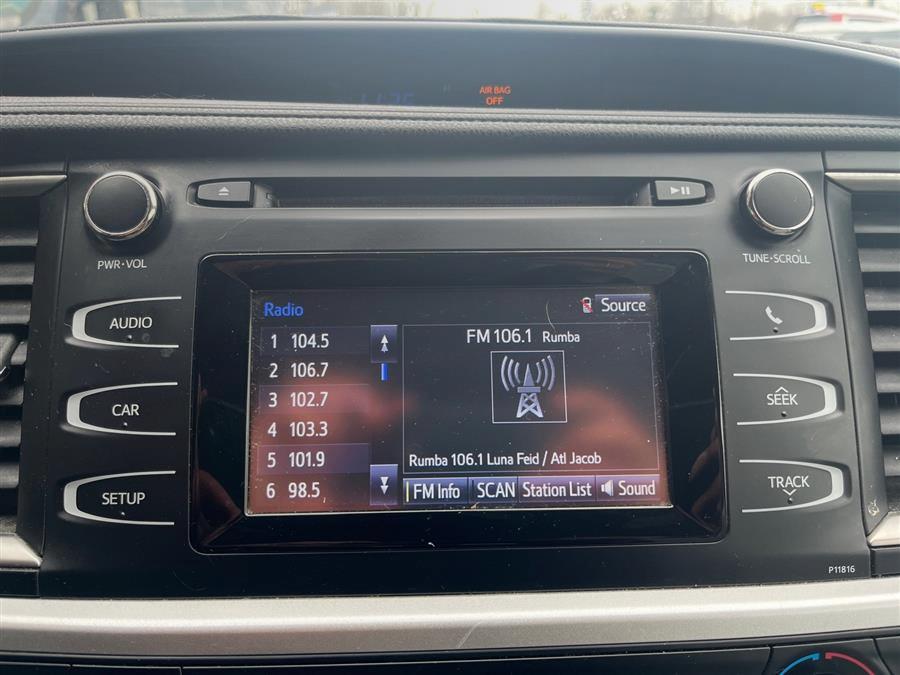 AIR BAG
OFF
PWR•VOL
TUNE•SCROLL
AUDIO
CAR
SETUP
Radio
Source
1 104.5
2 106.7
3 102.7
4 103.3
5 101.9
6 98.5
FM 106.1 Rumba
Rumba 106.1 Luna Feid / Atl Jacob
FM Info
SCAN
Station List
Sound
SEEK
TRACK
P11816